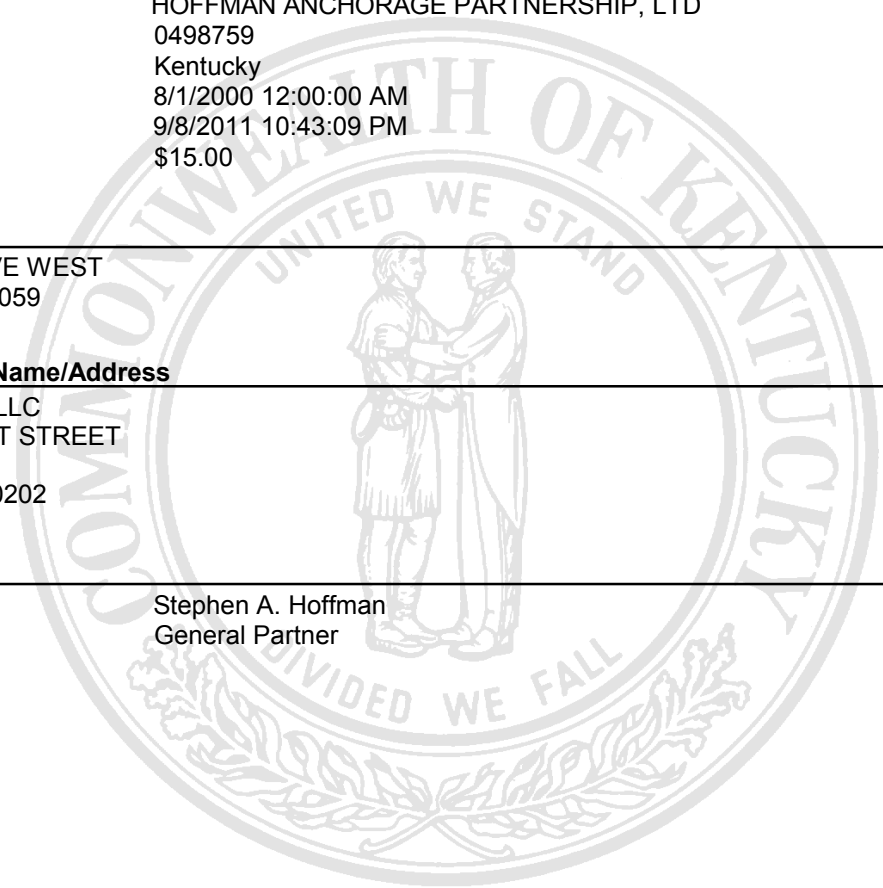 HOFFMAN ANCHORAGE PARTNERSHIP, LTD
0498759
Kentucky
8/1/2000 12:00:00 AM
9/8/2011 10:43:09 PM
$15.00
VE WEST
059
Name/Address
LLC
T STREET
0202
Stephen A. Hoffman
General Partner
COMMONWEALTH OF KENTUCKY
UNITED WE STAND
DIVIDED WE FALL